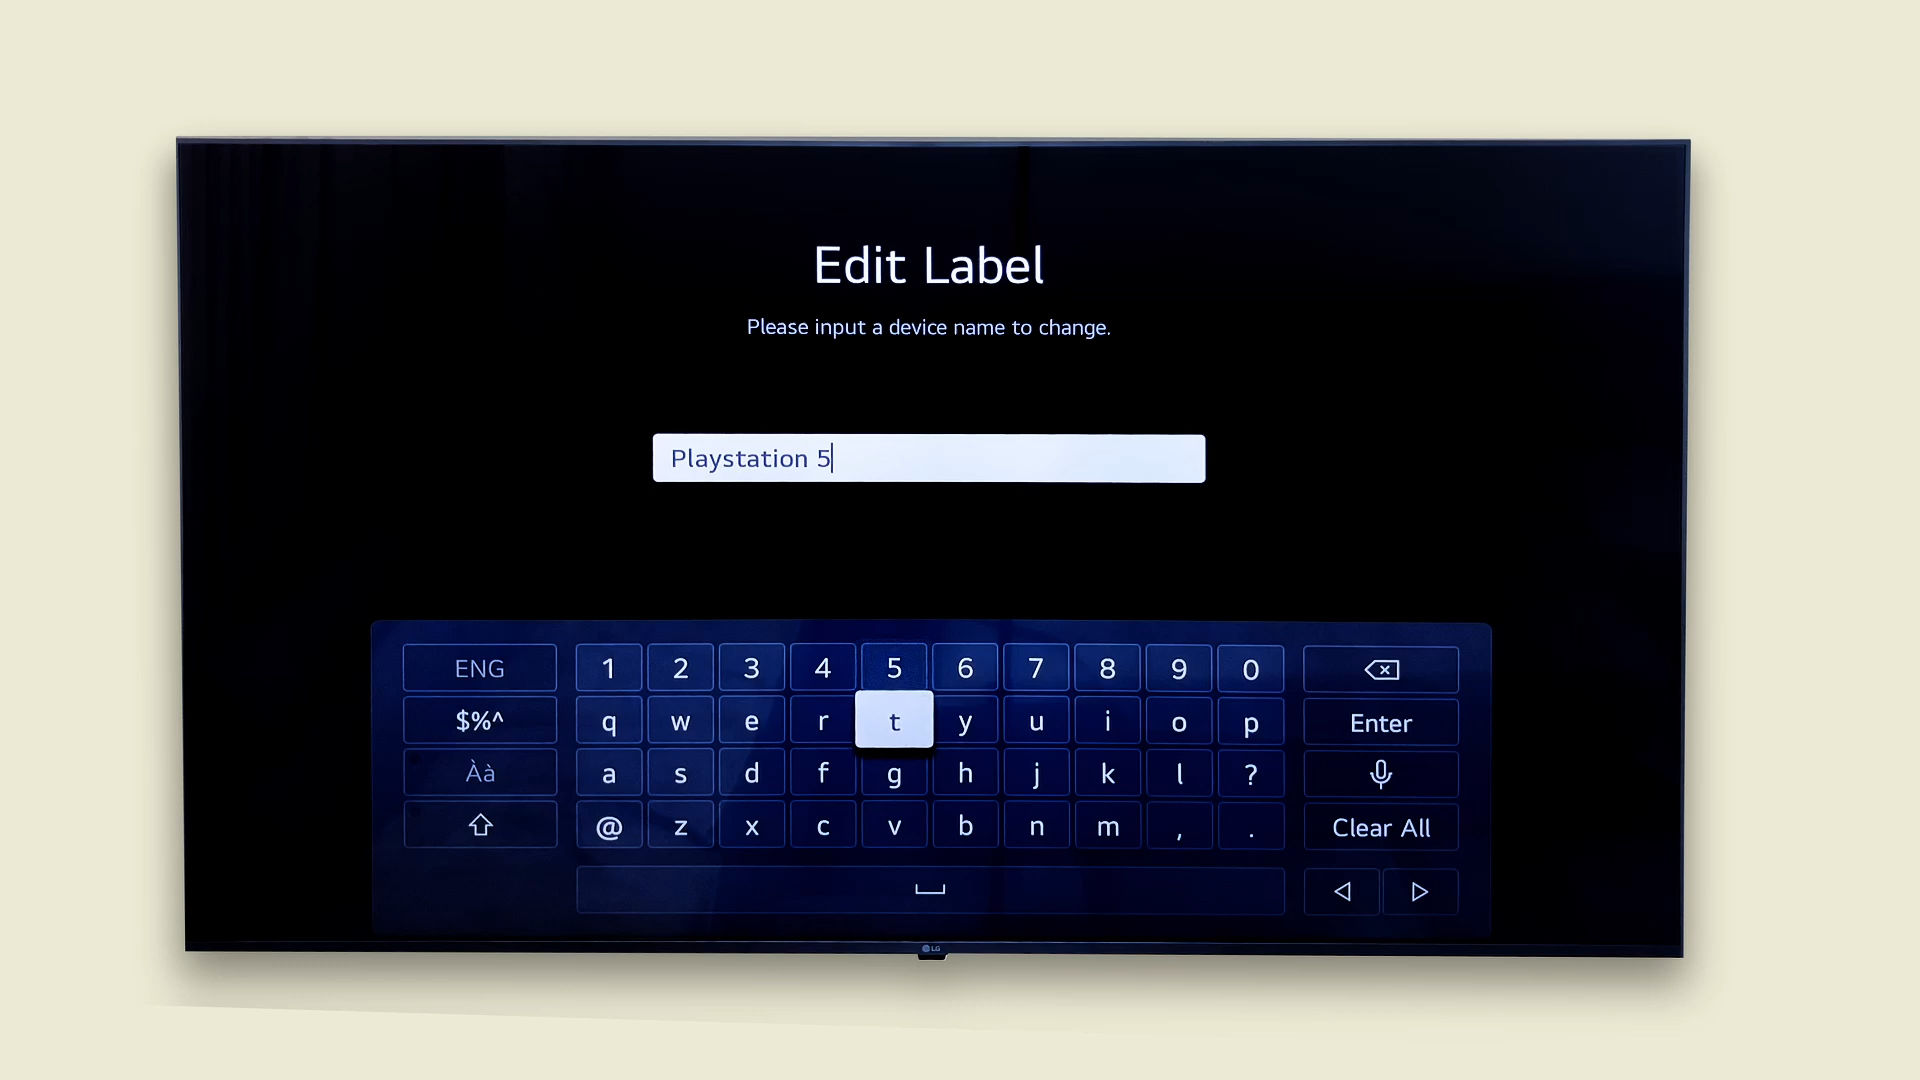 Edit Label
Please input a device name to change.
Playstation 5
ENG 1 2 3 4 5 6 7 8 9 0
$%^ q w e r t y u i o p Enter
Àà a s d f g h j k l ?
@ z x c v b n m , . Clear All
LG